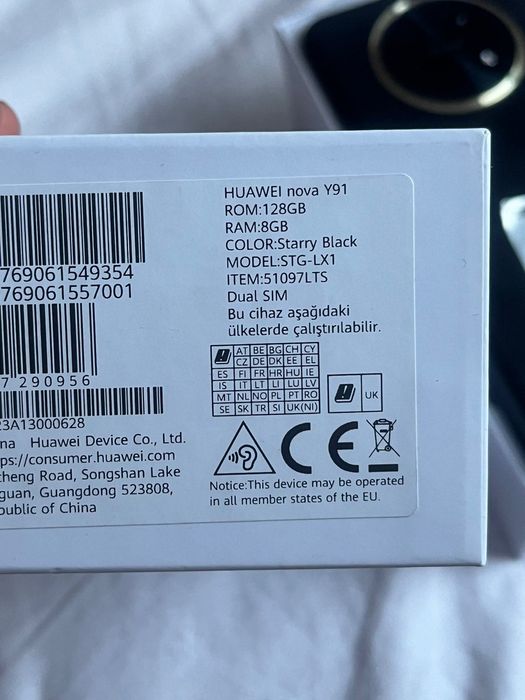 HUAWEI nova Y91
ROM:128GB
RAM:8GB
COLOR:Starry Black
MODEL:STG-LX1
ITEM:51097LTS
Dual SIM
Bu cihaz aşağıdaki
ülkelerde çalıştırılabilir.
769061549354
769061557001
7 290956
23A13000628
AT BE BG CH CY
CZ DE DK EE EL
ES FI FR HR HU IE
IS IT LT LI LU LV
MT NL NO PL PT RO
SE SK TR SI UK(NI)
UK
CE
Notice:This device may be operated
in all member states of the EU.
na Huawei Device Co., Ltd.
ps://consumer.huawei.com
cheng Road, Songshan Lake
guan, Guangdong 523808,
public of China